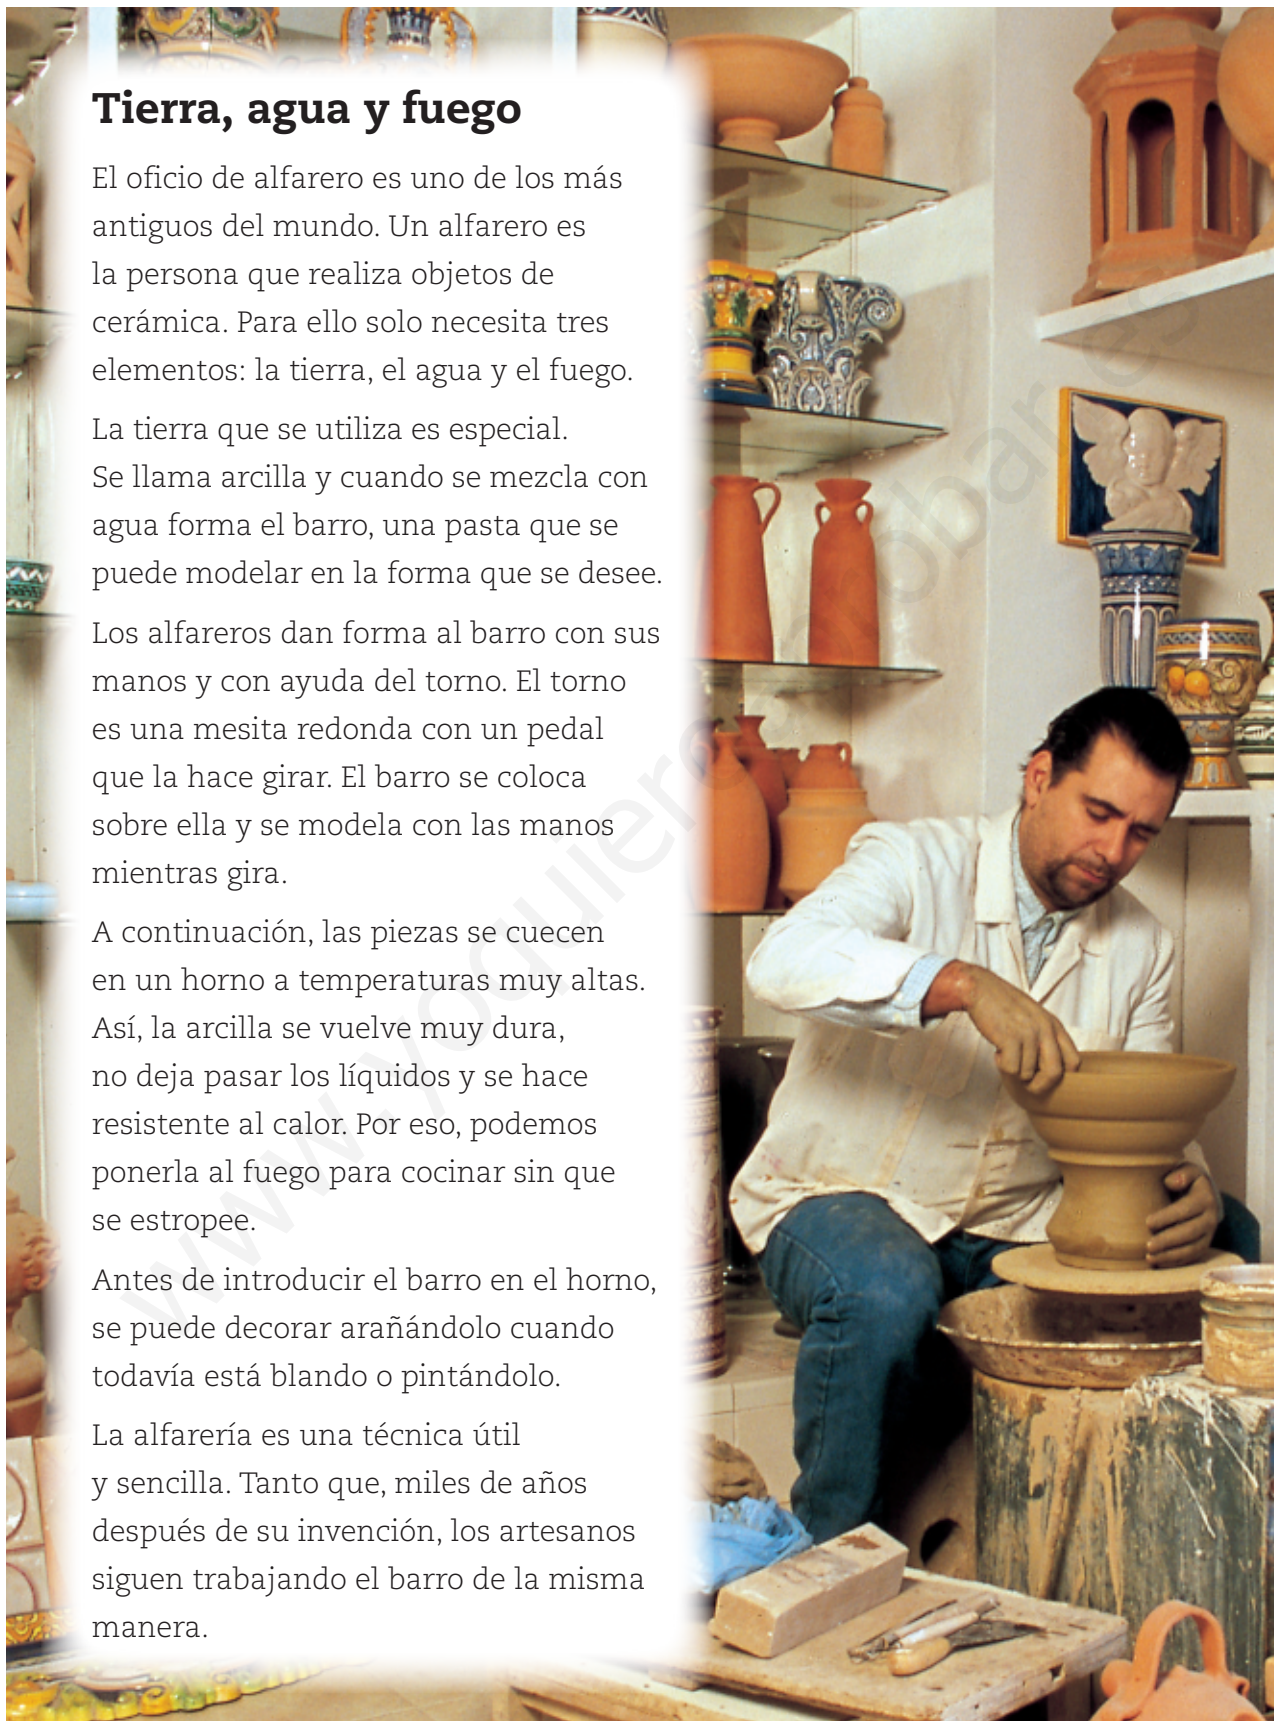 Tierra, agua y fuego
El oficio de alfarero es uno de los más
antiguos del mundo. Un alfarero es
la persona que realiza objetos de
cerámica. Para ello solo necesita tres
elementos: la tierra, el agua y el fuego.
La tierra que se utiliza es especial.
Se llama arcilla y cuando se mezcla con
agua forma el barro, una pasta que se
puede modelar en la forma que se desee.
Los alfareros dan forma al barro con sus
manos y con ayuda del torno. El torno
es una mesita redonda con un pedal
que la hace girar. El barro se coloca
sobre ella y se modela con las manos
mientras gira.
A continuación, las piezas se cuecen
en un horno a temperaturas muy altas.
Así, la arcilla se vuelve muy dura,
no deja pasar los líquidos y se hace
resistente al calor. Por eso, podemos
ponerla al fuego para cocinar sin que
se estropee.
Antes de introducir el barro en el horno,
se puede decorar arañándolo cuando
todavía está blando o pintándolo.
La alfarería es una técnica útil
y sencilla. Tanto que, miles de años
después de su invención, los artesanos
siguen trabajando el barro de la misma
manera.